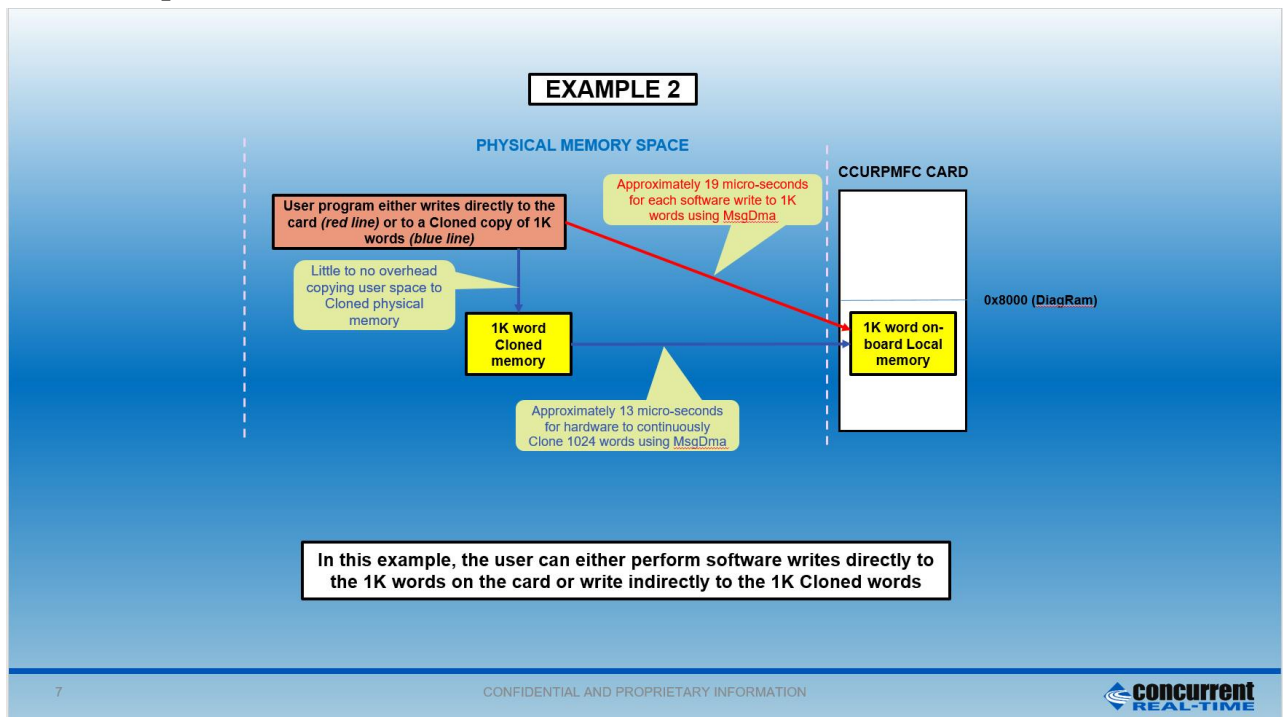 EXAMPLE 2
PHYSICAL MEMORY SPACE
CCURPMFC CARD
User program either writes directly to the
card (red line) or to a Cloned copy of 1K
words (blue line)
Approximately 19 micro-seconds
for each software write to 1K
words using MsgDma
Little to no overhead
copying user space to
Cloned physical
memory
0x8000 (DiagRam)
1K word
Cloned
memory
1K word on-
board Local
memory
Approximately 13 micro-seconds
for hardware to continuously
Clone 1024 words using MsgDma
In this example, the user can either perform software writes directly to
the 1K words on the card or write indirectly to the 1K Cloned words
7
CONFIDENTIAL AND PROPRIETARY INFORMATION
concurrent
REAL-TIME